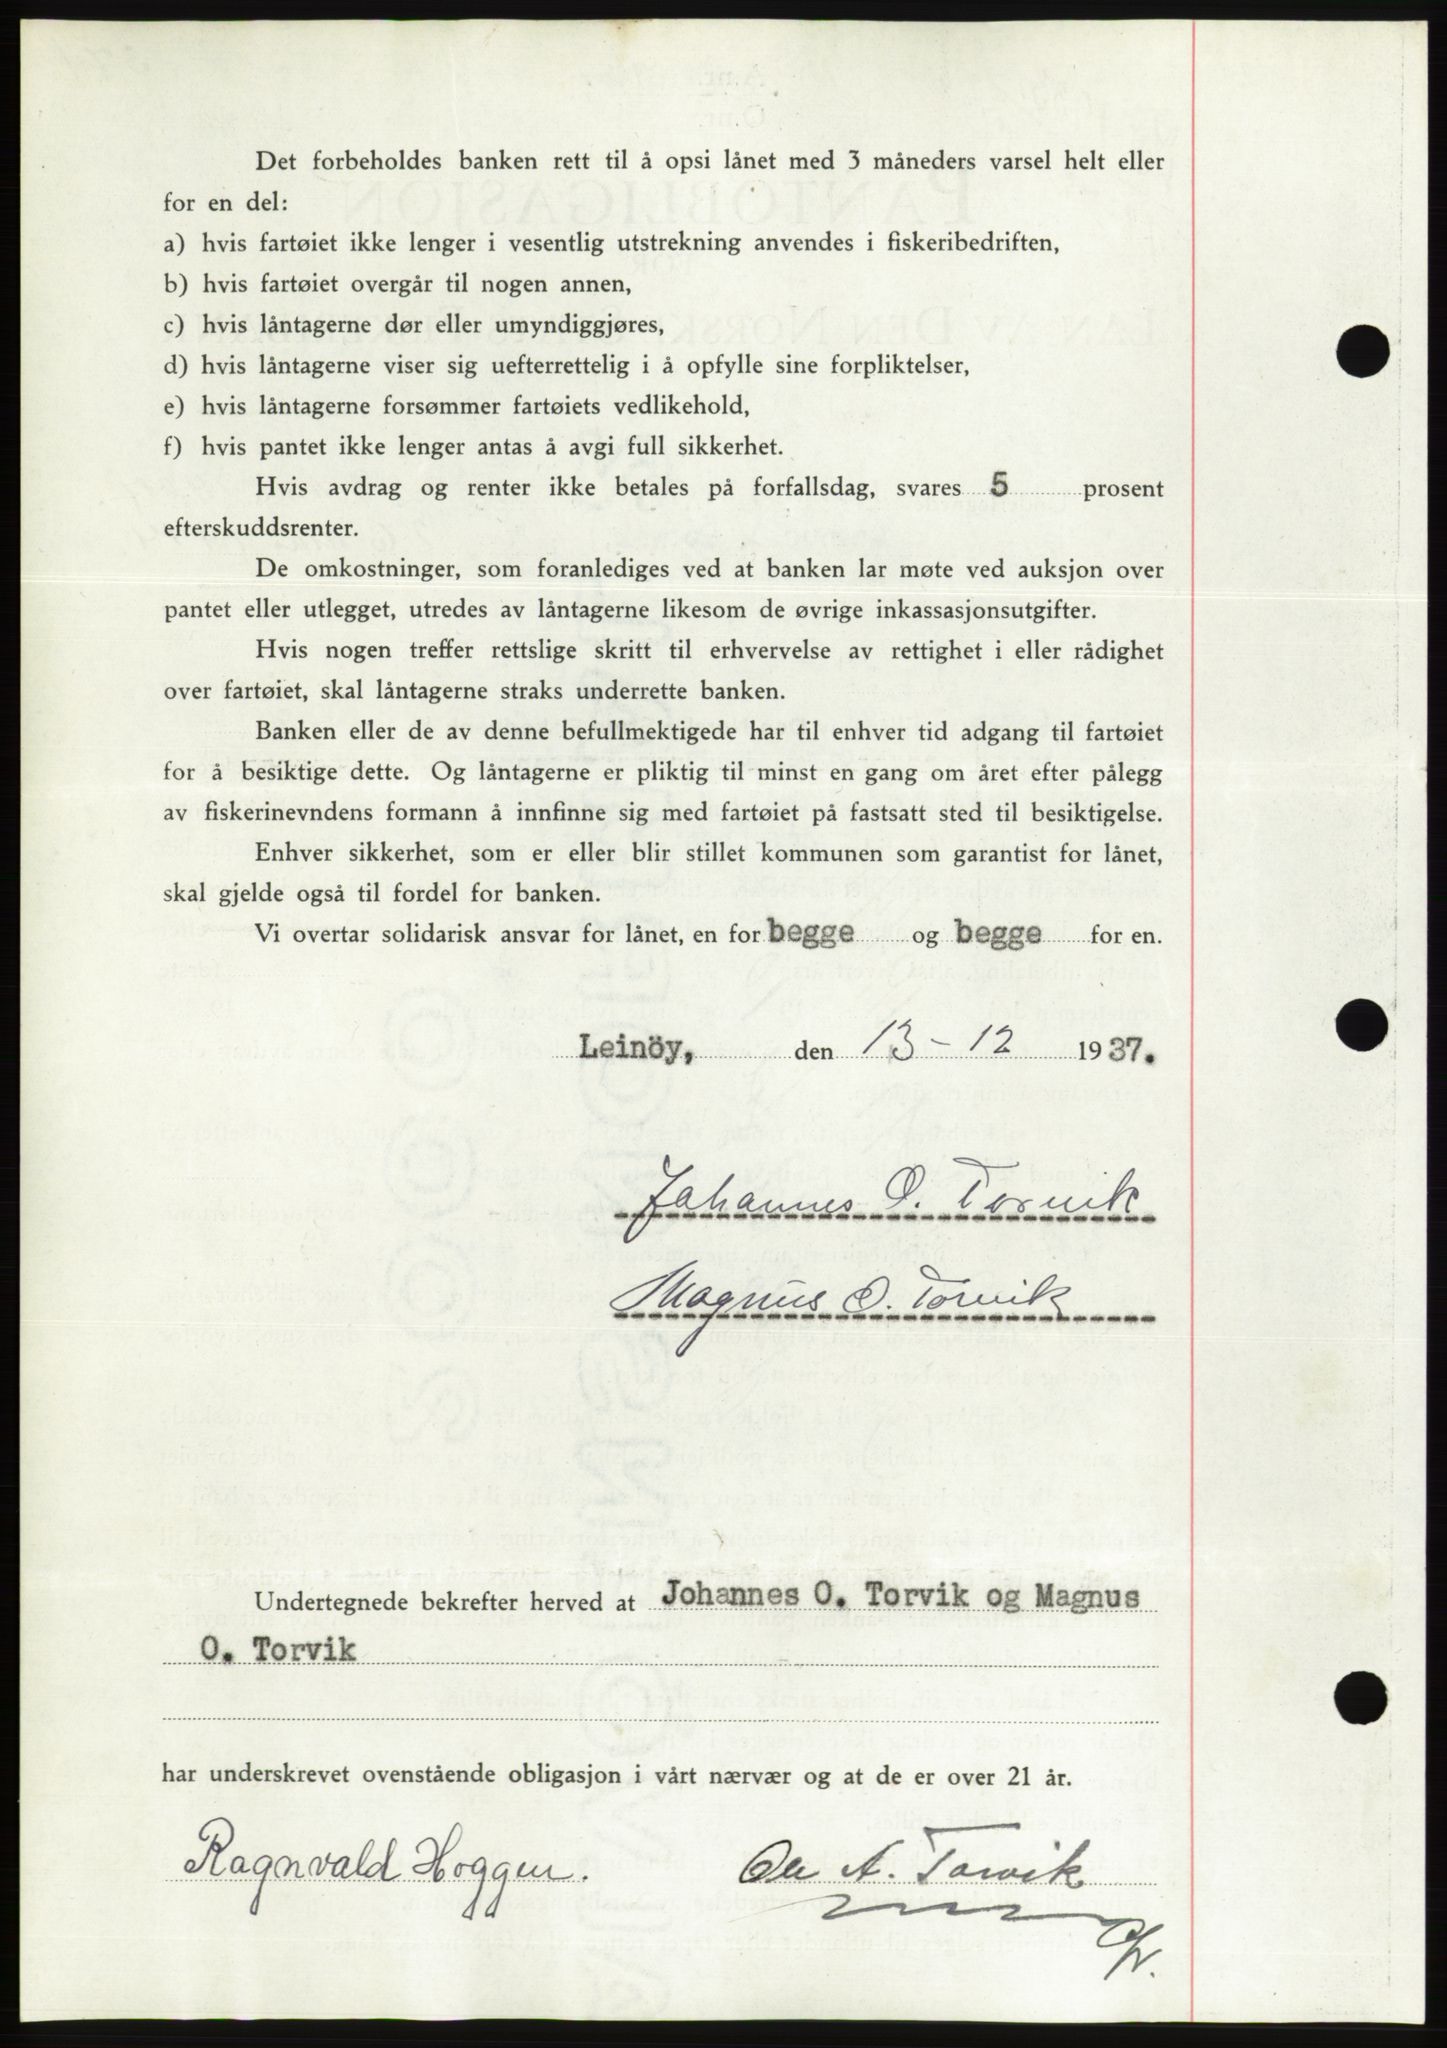 Det forbeholdes banken rett til å opsi lånet med 3 måneders varsel helt eller
for en del:
a) hvis fartøiet ikke lenger i vesentlig utstrekning anvendes i fiskeribedriften,
b) hvis fartøiet overgår til nogen annen,
c) hvis låntagerne dør eller umyndiggjøres,
d) hvis låntagerne viser sig uefterrettelig i å opfylle sine forpliktelser,
e) hvis låntagerne forsømmer fartøiets vedlikehold,
f) hvis pantet ikke lenger antas å avgi full sikkerhet.
Hvis avdrag og renter ikke betales på forfallsdag, svares 5 prosent
efterskuddsrenter.
De omkostninger, som foranlediges ved at banken lar møte ved auksjon over
pantet eller utlegget, utredes av låntagerne likesom de øvrige inkassasjonsutgifter.
Hvis nogen treffer rettslige skritt til erhvervelse av rettighet i eller rådighet
over fartøiet, skal låntagerne straks underrette banken.
Banken eller de av denne befullmektigede har til enhver tid adgang til fartøiet
for å besiktige dette. Og låntagerne er pliktig til minst en gang om året efter pålegg
av fiskerinevndens formann å innfinne sig med fartøiet på fastsatt sted til besiktigelse.
Enhver sikkerhet, som er eller blir stillet kommunen som garantist for lånet,
skal gjelde også til fordel for banken.
Vi overtar solidarisk ansvar for lånet, en for begge og begge for en.
Leinöy, den 13-12 1937.
Johannes O. Torvik
Magnus O. Torvik
Undertegnede bekrefter herved at Johannes O. Torvik og Magnus
O. Torvik
har underskrevet ovenstående obligasjon i vårt nærvær og at de er over 21 år.
Ragnvald Hoggen. Ole A. Torvik